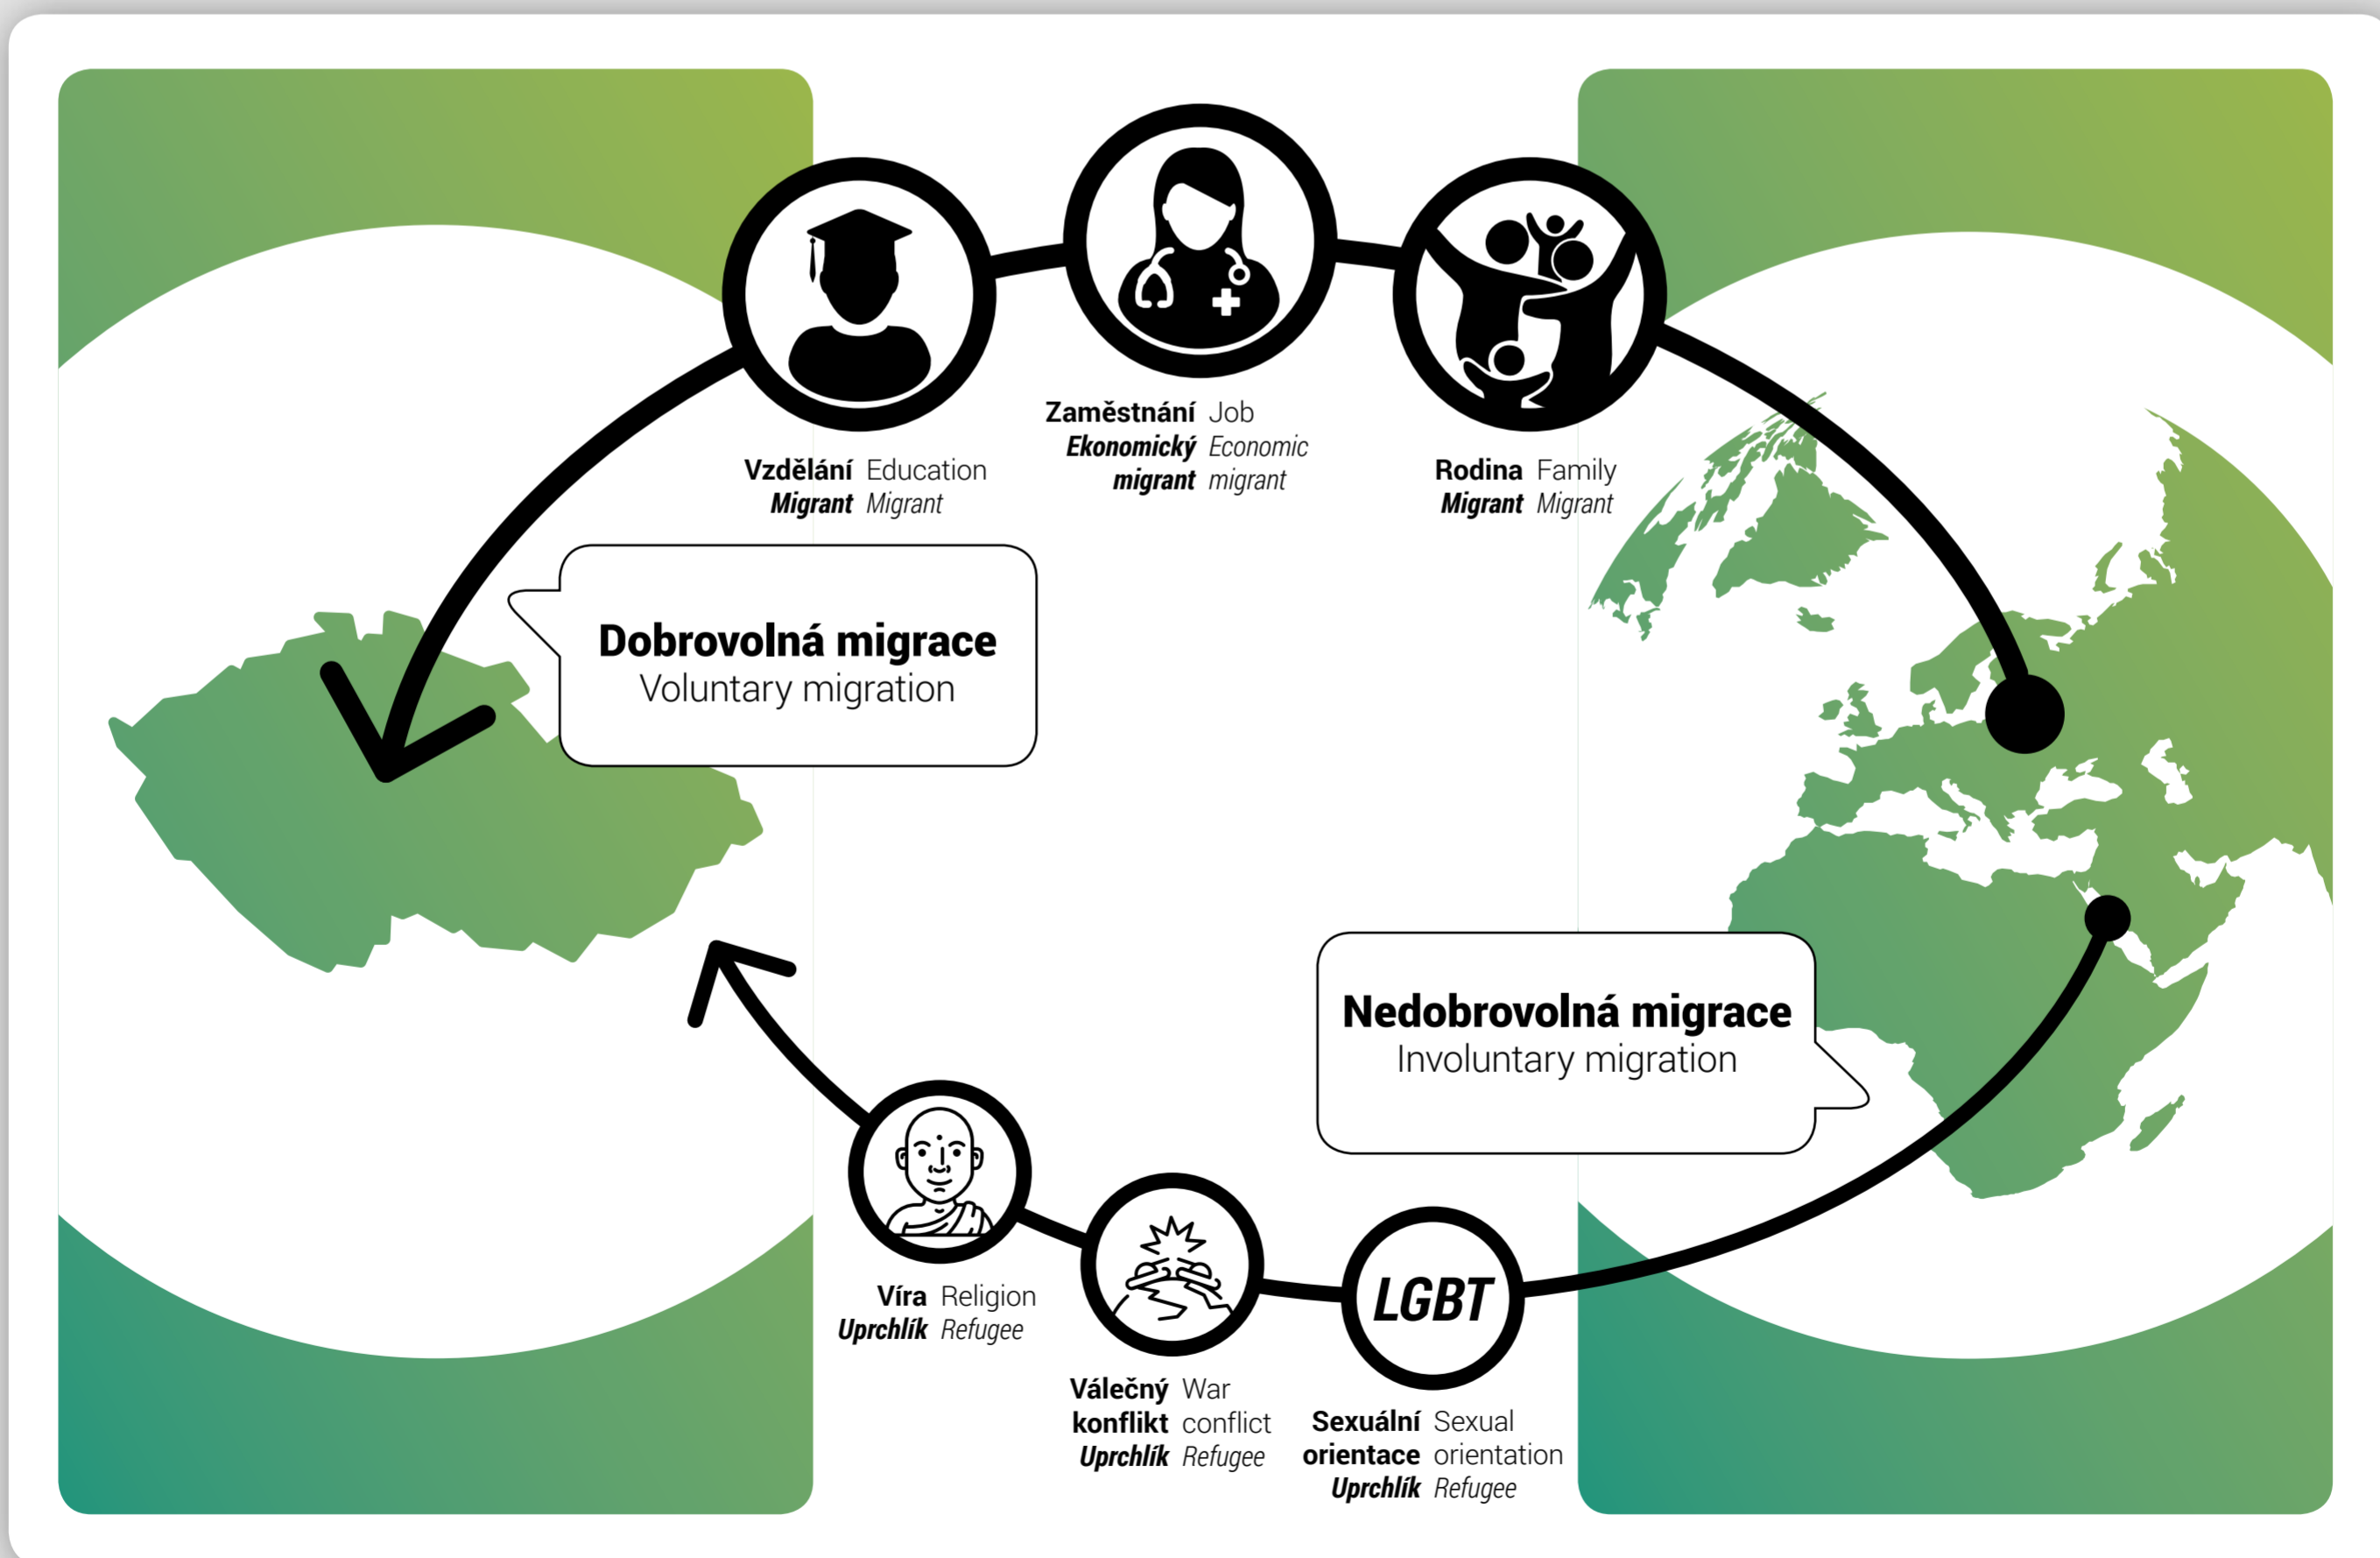 Vzdělání Education
Migrant Migrant
Zaměstnání Job
Ekonomický Economic
migrant migrant
Rodina Family
Migrant Migrant
Dobrovolná migrace
Voluntary migration
Nedobrovolná migrace
Involuntary migration
Víra Religion
Uprchlík Refugee
Válečný War
konflikt conflict
Uprchlík Refugee
LGBT
Sexuální Sexual
orientace orientation
Uprchlík Refugee